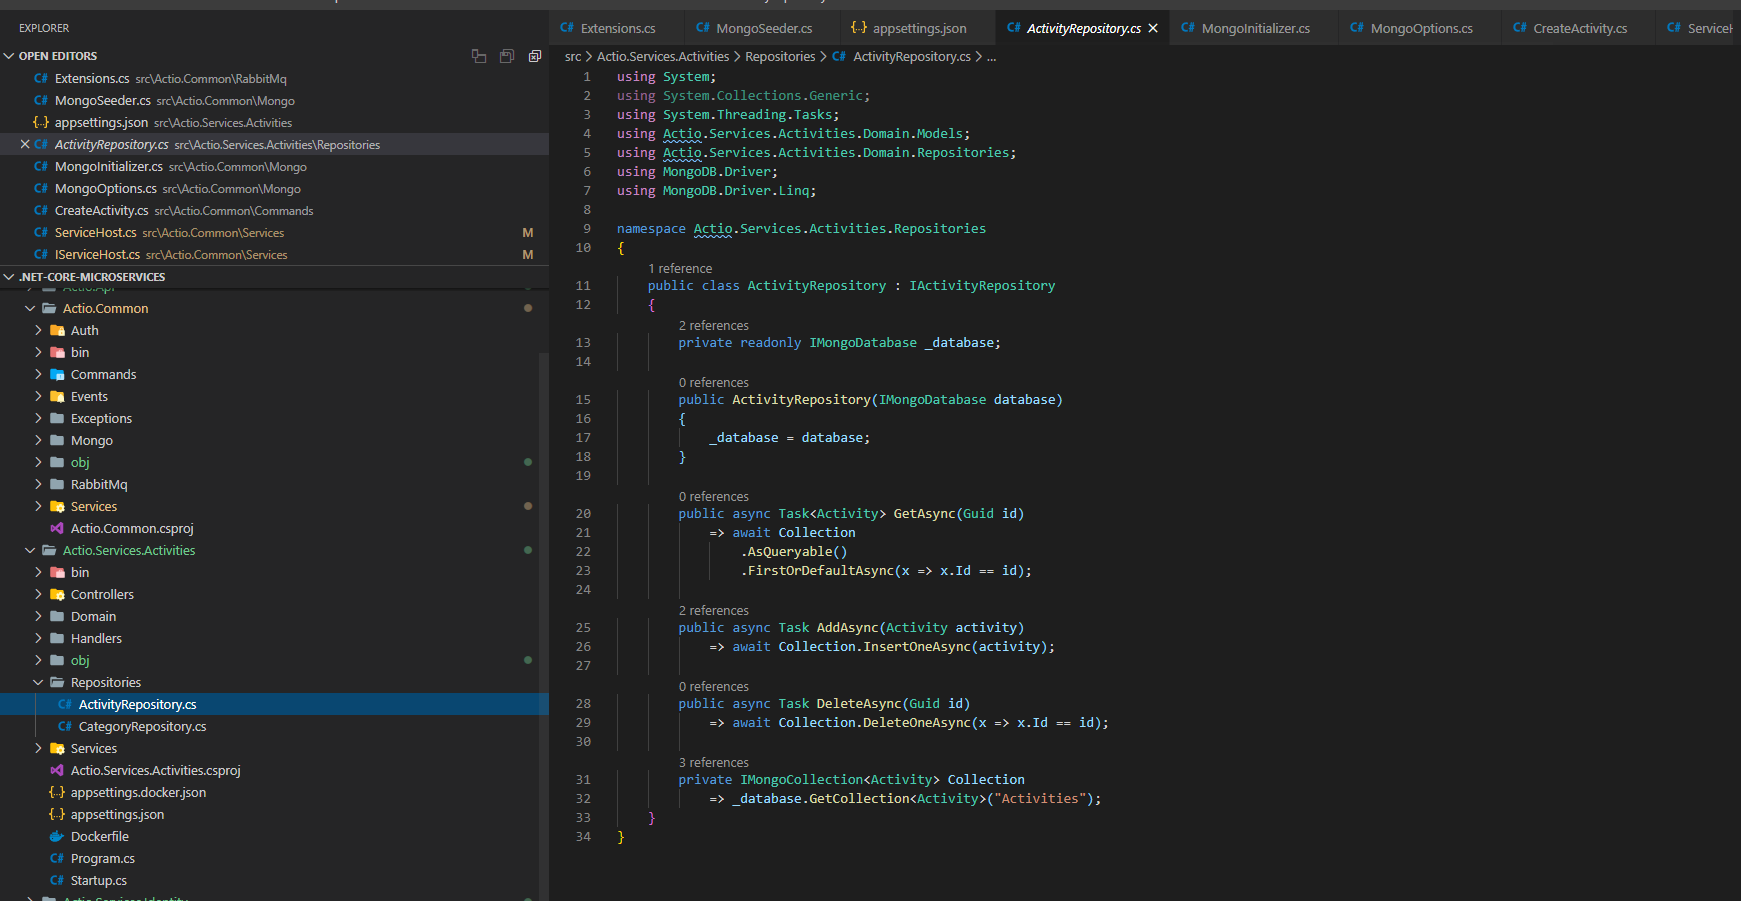 EXPLORER
OPEN EDITORS
C# Extensions.cs src\Actio.Common\RabbitMq
C# MongoSeeder.cs src\Actio.Common\Mongo
{..} appsettings.json src\Actio.Services.Activities
C# ActivityRepository.cs src\Actio.Services.Activities\Repositories
C# MongoInitializer.cs src\Actio.Common\Mongo
C# MongoOptions.cs src\Actio.Common\Mongo
C# CreateActivity.cs src\Actio.Common\Commands
C# ServiceHost.cs src\Actio.Common\Services M
C# IServiceHost.cs src\Actio.Common\Services M
.NET-CORE-MICROSERVICES
Actio.Api
Actio.Common
Auth
bin
Commands
Events
Exceptions
Mongo
obj
RabbitMq
Services
Actio.Common.csproj
Actio.Services.Activities
bin
Controllers
Domain
Handlers
obj
Repositories
C# ActivityRepository.cs
C# CategoryRepository.cs
Services
Actio.Services.Activities.csproj
{..} appsettings.docker.json
{..} appsettings.json
Dockerfile
C# Program.cs
C# Startup.cs
Actio.Services.Identity
C# Extensions.cs C# MongoSeeder.cs {..} appsettings.json C# ActivityRepository.cs C# MongoInitializer.cs C# MongoOptions.cs C# CreateActivity.cs C# ServiceH
src > Actio.Services.Activities > Repositories > C# ActivityRepository.cs > ...
1 using System;
2 using System.Collections.Generic;
3 using System.Threading.Tasks;
4 using Actio.Services.Activities.Domain.Models;
5 using Actio.Services.Activities.Domain.Repositories;
6 using MongoDB.Driver;
7 using MongoDB.Driver.Linq;
8
9 namespace Actio.Services.Activities.Repositories
10 {
1 reference
11 public class ActivityRepository : IActivityRepository
12 {
2 references
13 private readonly IMongoDatabase _database;
14
0 references
15 public ActivityRepository(IMongoDatabase database)
16 {
17 _database = database;
18 }
19
0 references
20 public async Task<Activity> GetAsync(Guid id)
21 => await Collection
22 .AsQueryable()
23 .FirstOrDefaultAsync(x => x.Id == id);
24
2 references
25 public async Task AddAsync(Activity activity)
26 => await Collection.InsertOneAsync(activity);
27
0 references
28 public async Task DeleteAsync(Guid id)
29 => await Collection.DeleteOneAsync(x => x.Id == id);
30
3 references
31 private IMongoCollection<Activity> Collection
32 => _database.GetCollection<Activity>("Activities");
33 }
34 }